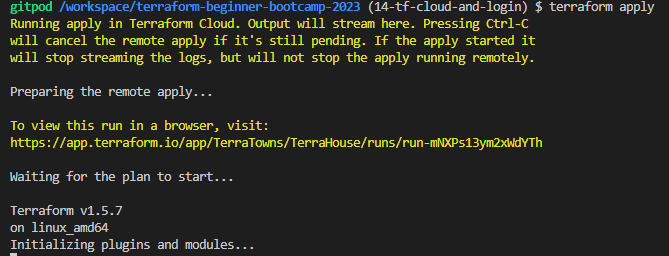 gitpod /workspace/terraform-beginner-bootcamp-2023 (14-tf-cloud-and-login) $ terraform apply
Running apply in Terraform Cloud. Output will stream here. Pressing Ctrl-C
will cancel the remote apply if it's still pending. If the apply started it
will stop streaming the logs, but will not stop the apply running remotely.
Preparing the remote apply...
To view this run in a browser, visit:
https://app.terraform.io/app/TerraTowns/TerraHouse/runs/run-mNXPs13ym2xWdYTh
Waiting for the plan to start...
Terraform v1.5.7
on linux_amd64
Initializing plugins and modules...